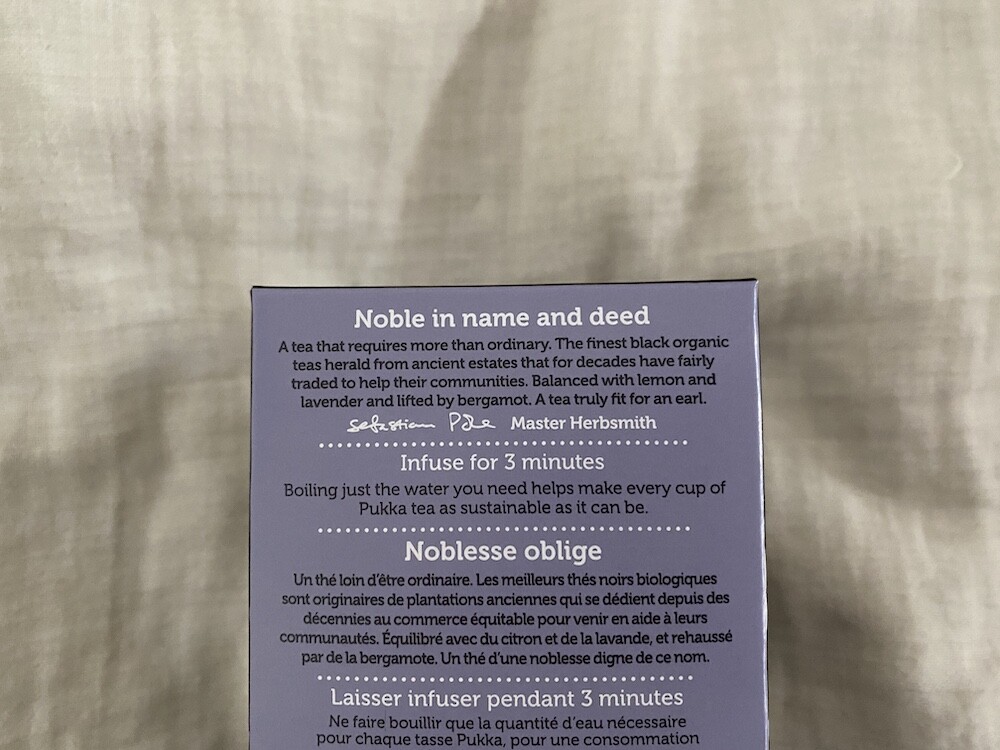 Noble in name and deed
A tea that requires more than ordinary. The finest black organic
teas herald from ancient estates that for decades have fairly
traded to help their communities. Balanced with lemon and
lavender and lifted by bergamot. A tea truly fit for an earl.
Sebastian Pole Master Herbsmith
Infuse for 3 minutes
Boiling just the water you need helps make every cup of
Pukka tea as sustainable as it can be.
Noblesse oblige
Un thé loin d'être ordinaire. Les meilleurs thés noirs biologiques
sont originaires de plantations anciennes qui se dédient depuis des
décennies au commerce équitable pour venir en aide à leurs
communautés. Équilibré avec du citron et de la lavande, et rehaussé
par de la bergamote. Un thé d'une noblesse digne de ce nom.
Laisser infuser pendant 3 minutes
Ne faire bouillir que la quantité d'eau nécessaire
pour chaque tasse Pukka, pour une consommation